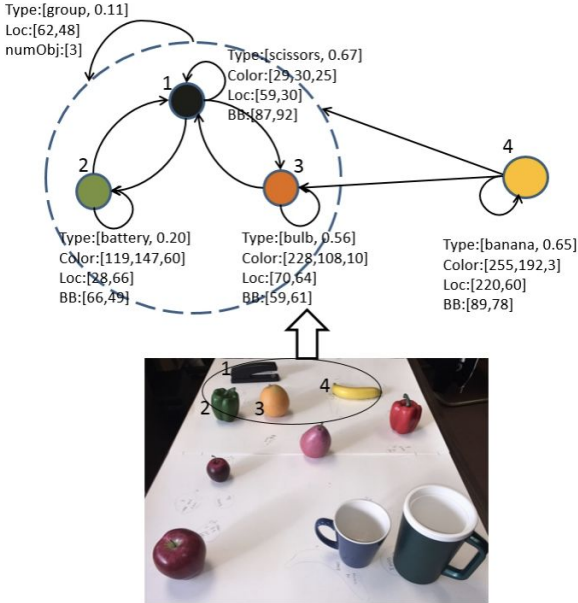 Type:[group, 0.11]
Loc:[62,48]
numObj:[3]
1
Type:[scissors, 0.67]
Color:[29,30,25]
Loc:[59,30]
BB:[87,92]
2
3
4
Type:[battery, 0.20]
Color:[119,147,60]
Loc:[28,66]
BB:[66,49]
Type:[bulb, 0.56]
Color:[228,108,10]
Loc:[70,64]
BB:[59,61]
Type:[banana, 0.65]
Color:[255,192,3]
Loc:[220,60]
BB:[89,78]
1
2
3
4